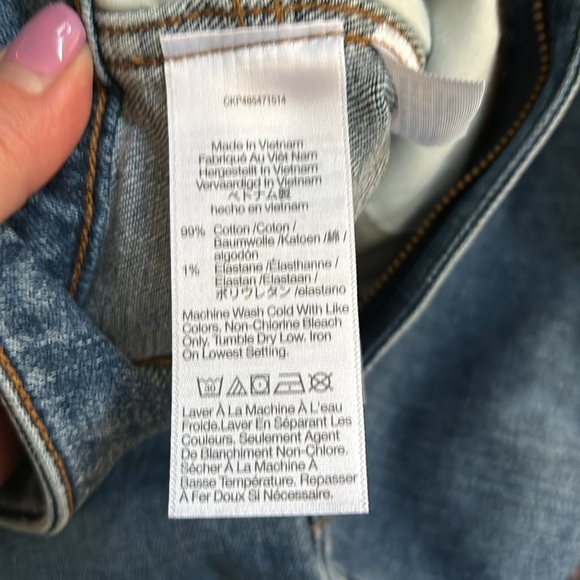 CKP465471514
Made In Vietnam
Fabriqué Au Việt Nam
Hergestellt In Vietnam
Vervaardigd In Vietnam
ベトナム製
hecho en vietnam
99% Cotton /Coton /
Baumwolle /Katoen /綿 /
algodón
1% Elastane /Élasthanne /
Elastan /Elastaan /
ポリウレタン /elastano
Machine Wash Cold With Like
Colors, Non-Chlorine Bleach
Only, Tumble Dry Low, Iron
On Lowest Setting.
30
Laver À La Machine À L'eau
Froide.Laver En Séparant Les
Couleurs. Seulement Agent
De Blanchiment Non-Chlore.
Sécher À La Machine À
Basse Température. Repasser
À Fer Doux Si Nécessaire.